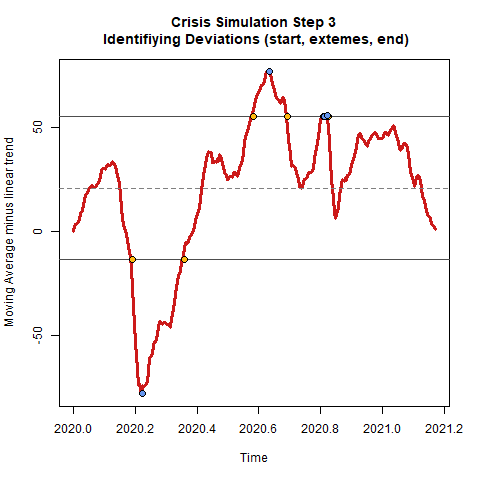 Crisis Simulation Step 3
Identifiying Deviations (start, extemes, end)
Moving Average minus linear trend
50
0
-50
2020.0 2020.2 2020.4 2020.6 2020.8 2021.0 2021.2
Time